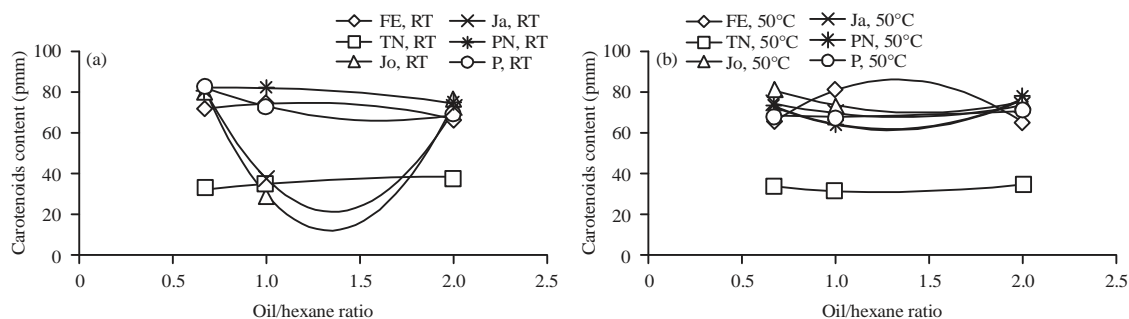 FE, RT
Ja, RT
TN, RT
PN, RT
Jo, RT
P, RT
(a)
Carotenoids content (pmm)
100
80
60
40
20
0
0
0.5
1.0
1.5
2.0
2.5
Oil/hexane ratio
FE, 50°C
Ja, 50°C
TN, 50°C
PN, 50°C
Jo, 50°C
P, 50°C
(b)
Carotenoids content (pmm)
100
80
60
40
20
0
0
0.5
1.0
1.5
2.0
2.5
Oil/hexane ratio